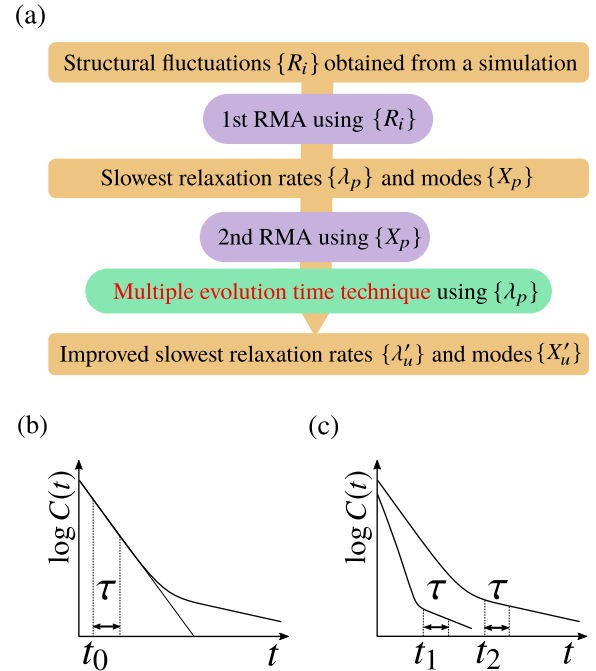 (a)
Structural fluctuations {R_i} obtained from a simulation
1st RMA using {R_i}
Slowest relaxation rates {λ_p} and modes {X_p}
2nd RMA using {X_p}
Multiple evolution time technique using {λ_p}
Improved slowest relaxation rates {λ′_u} and modes {X′_u}
(b)
log C(t)
τ
t_0
t
(c)
log C(t)
τ
τ
t_1
t_2
t